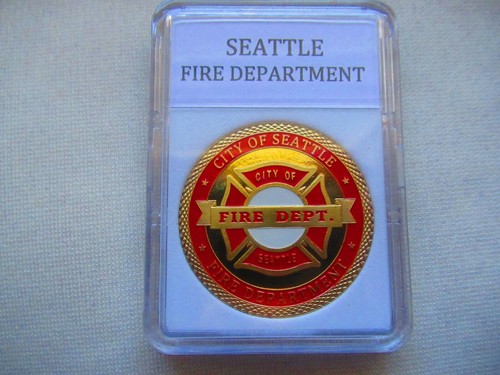 SEATTLE
FIRE DEPARTMENT
CITY OF SEATTLE
CITY OF
FIRE DEPT.
SEATTLE
FIRE DEPARTMENT